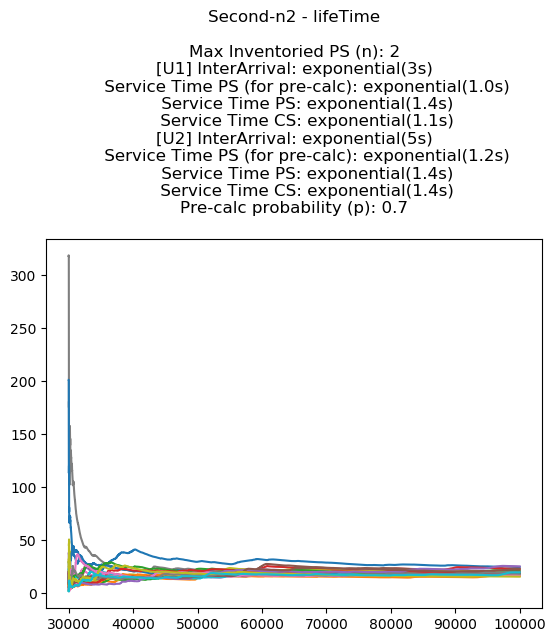 Second-n2 - lifeTime
Max Inventoried PS (n): 2
[U1] InterArrival: exponential(3s)
Service Time PS (for pre-calc): exponential(1.0s)
Service Time PS: exponential(1.4s)
Service Time CS: exponential(1.1s)
[U2] InterArrival: exponential(5s)
Service Time PS (for pre-calc): exponential(1.2s)
Service Time PS: exponential(1.4s)
Service Time CS: exponential(1.4s)
Pre-calc probability (p): 0.7
300
250
200
150
100
50
0
30000 40000 50000 60000 70000 80000 90000 100000